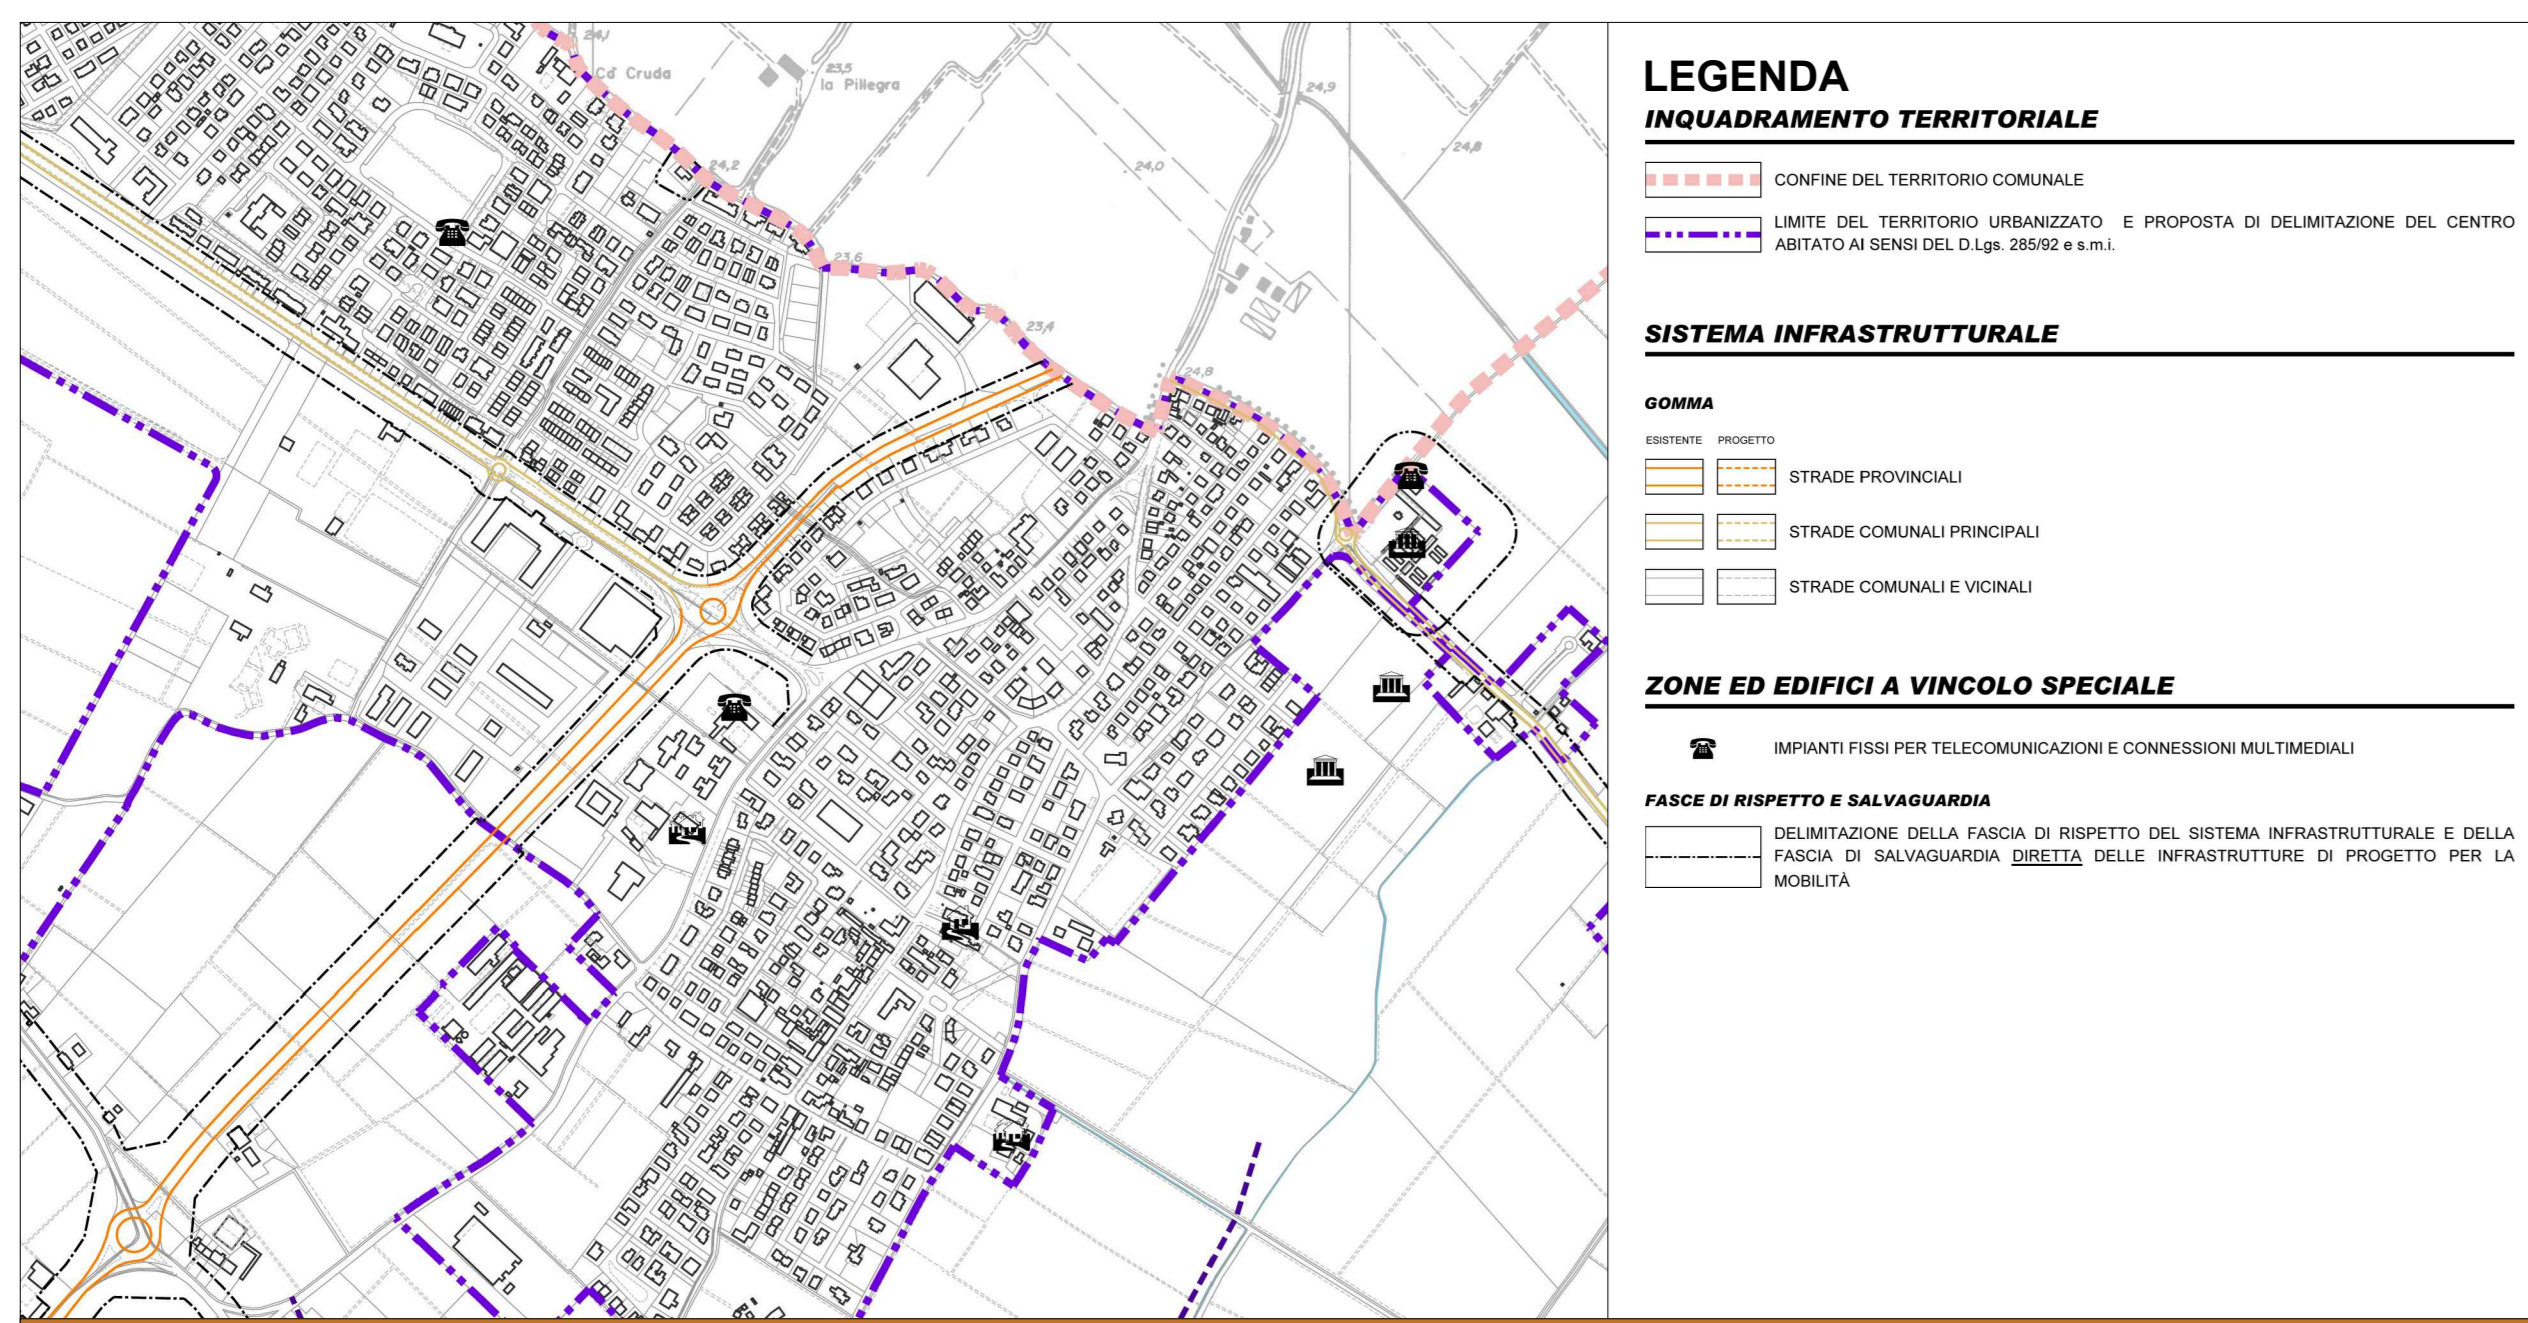 24,1
Ca' Cruda
23,5
la Pillegra
24,9
24,8
24,2
24,0
23,6
23,4
24,8
LEGENDA
INQUADRAMENTO TERRITORIALE
CONFINE DEL TERRITORIO COMUNALE
LIMITE DEL TERRITORIO URBANIZZATO E PROPOSTA DI DELIMITAZIONE DEL CENTRO
ABITATO AI SENSI DEL D.Lgs. 285/92 e s.m.i.
SISTEMA INFRASTRUTTURALE
GOMMA
ESISTENTE PROGETTO
STRADE PROVINCIALI
STRADE COMUNALI PRINCIPALI
STRADE COMUNALI E VICINALI
ZONE ED EDIFICI A VINCOLO SPECIALE
IMPIANTI FISSI PER TELECOMUNICAZIONI E CONNESSIONI MULTIMEDIALI
FASCE DI RISPETTO E SALVAGUARDIA
DELIMITAZIONE DELLA FASCIA DI RISPETTO DEL SISTEMA INFRASTRUTTURALE E DELLA
FASCIA DI SALVAGUARDIA DIRETTA DELLE INFRASTRUTTURE DI PROGETTO PER LA
MOBILITÀ